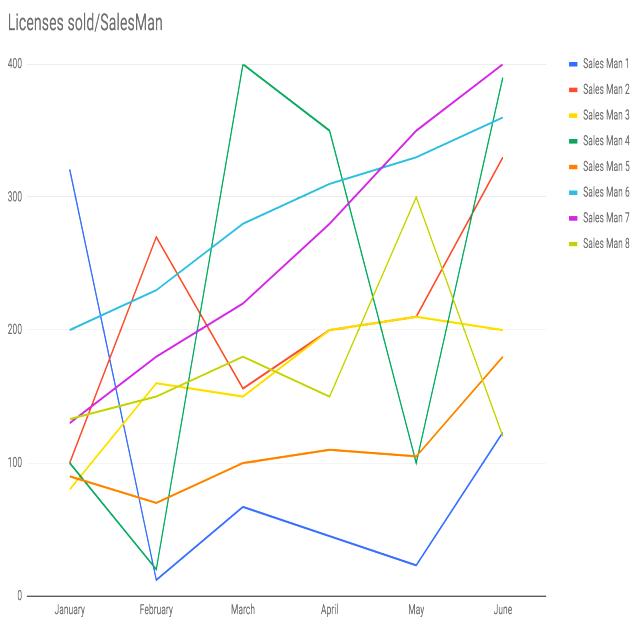 Licenses sold/SalesMan
400
300
200
100
0
January February March April May June
Sales Man 1
Sales Man 2
Sales Man 3
Sales Man 4
Sales Man 5
Sales Man 6
Sales Man 7
Sales Man 8